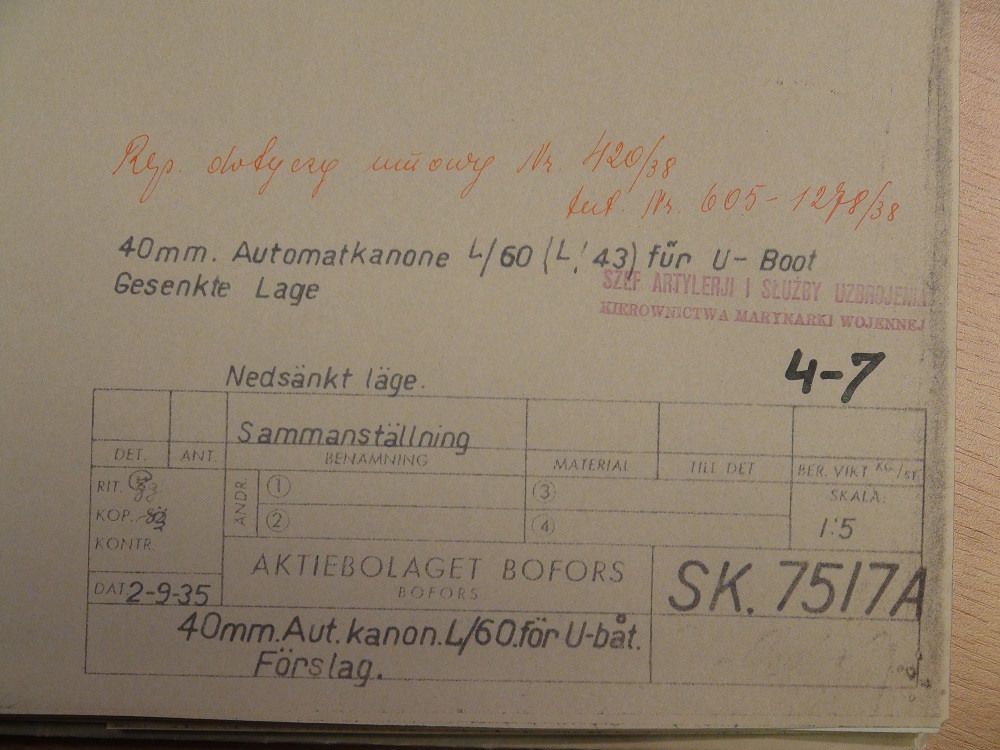 dotyczy umowy Nr. 420/38
Nr. 605-1278/38
40mm. Automatkanone L/60 (L/43) für U-Boot
Gesenkte Lage
SZEF ARTYLERJI I SŁUŻBY UZBROJENIA
KIEROWNICTWA MARYNARKI WOJENNEJ
4-7
Nedsänkt läge.
Sammanställning
DET. ANT. BENÄMNING MATERIAL TILL DET BER. VIKT KG/ST.
RIT.
KOP.
KONTR.
ÄNDR. 1 2 3 4
SKALA:
1:5
DAT. 2-9-35
AKTIEBOLAGET BOFORS
BOFORS
SK. 7517A
40mm. Aut. kanon. L/60. för U-båt.
Förslag.